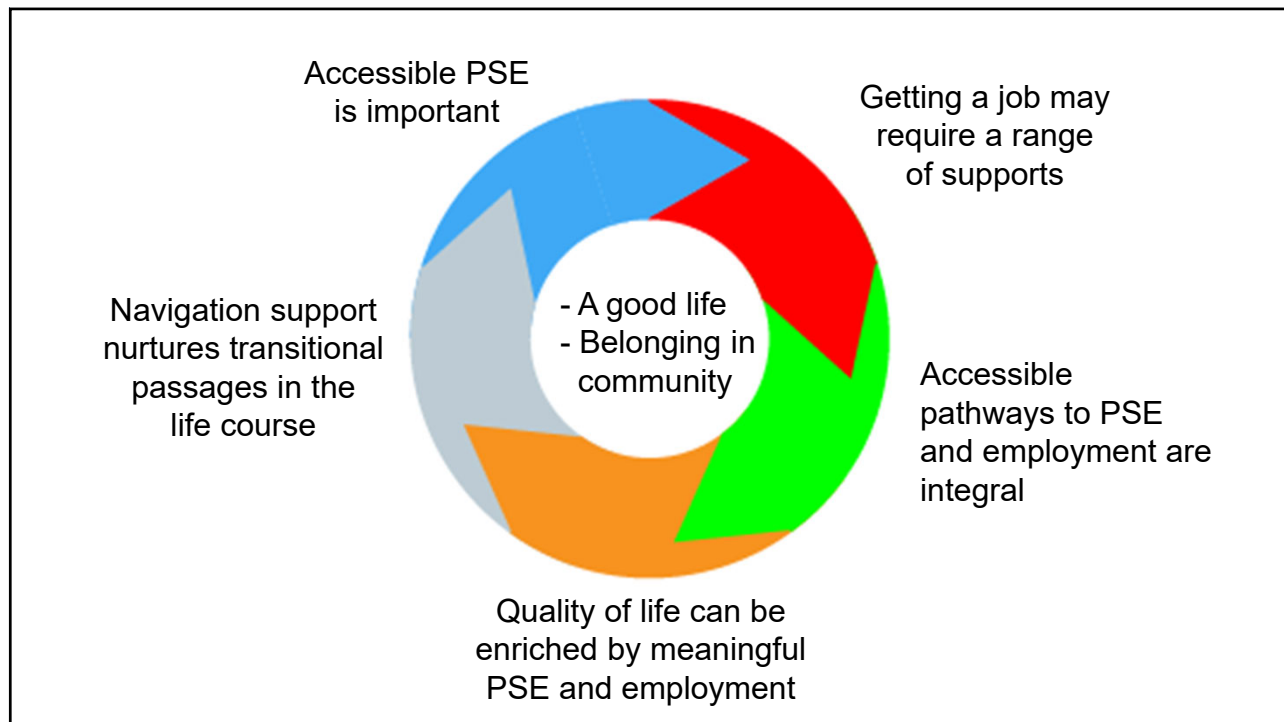 Accessible PSE
is important
Getting a job may
require a range
of supports
Accessible
pathways to PSE
and employment are
integral
Quality of life can be
enriched by meaningful
PSE and employment
Navigation support
nurtures transitional
passages in the
life course
- A good life
- Belonging in
community